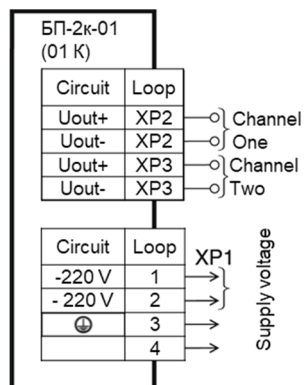 БП-2к-01
(01 К)
Circuit Loop
Uout+ XP2
Uout- XP2
Uout+ XP3
Uout- XP3
Channel
One
Channel
Two
Circuit Loop
-220 V 1
- 220 V 2
3
4
XP1
Supply voltage